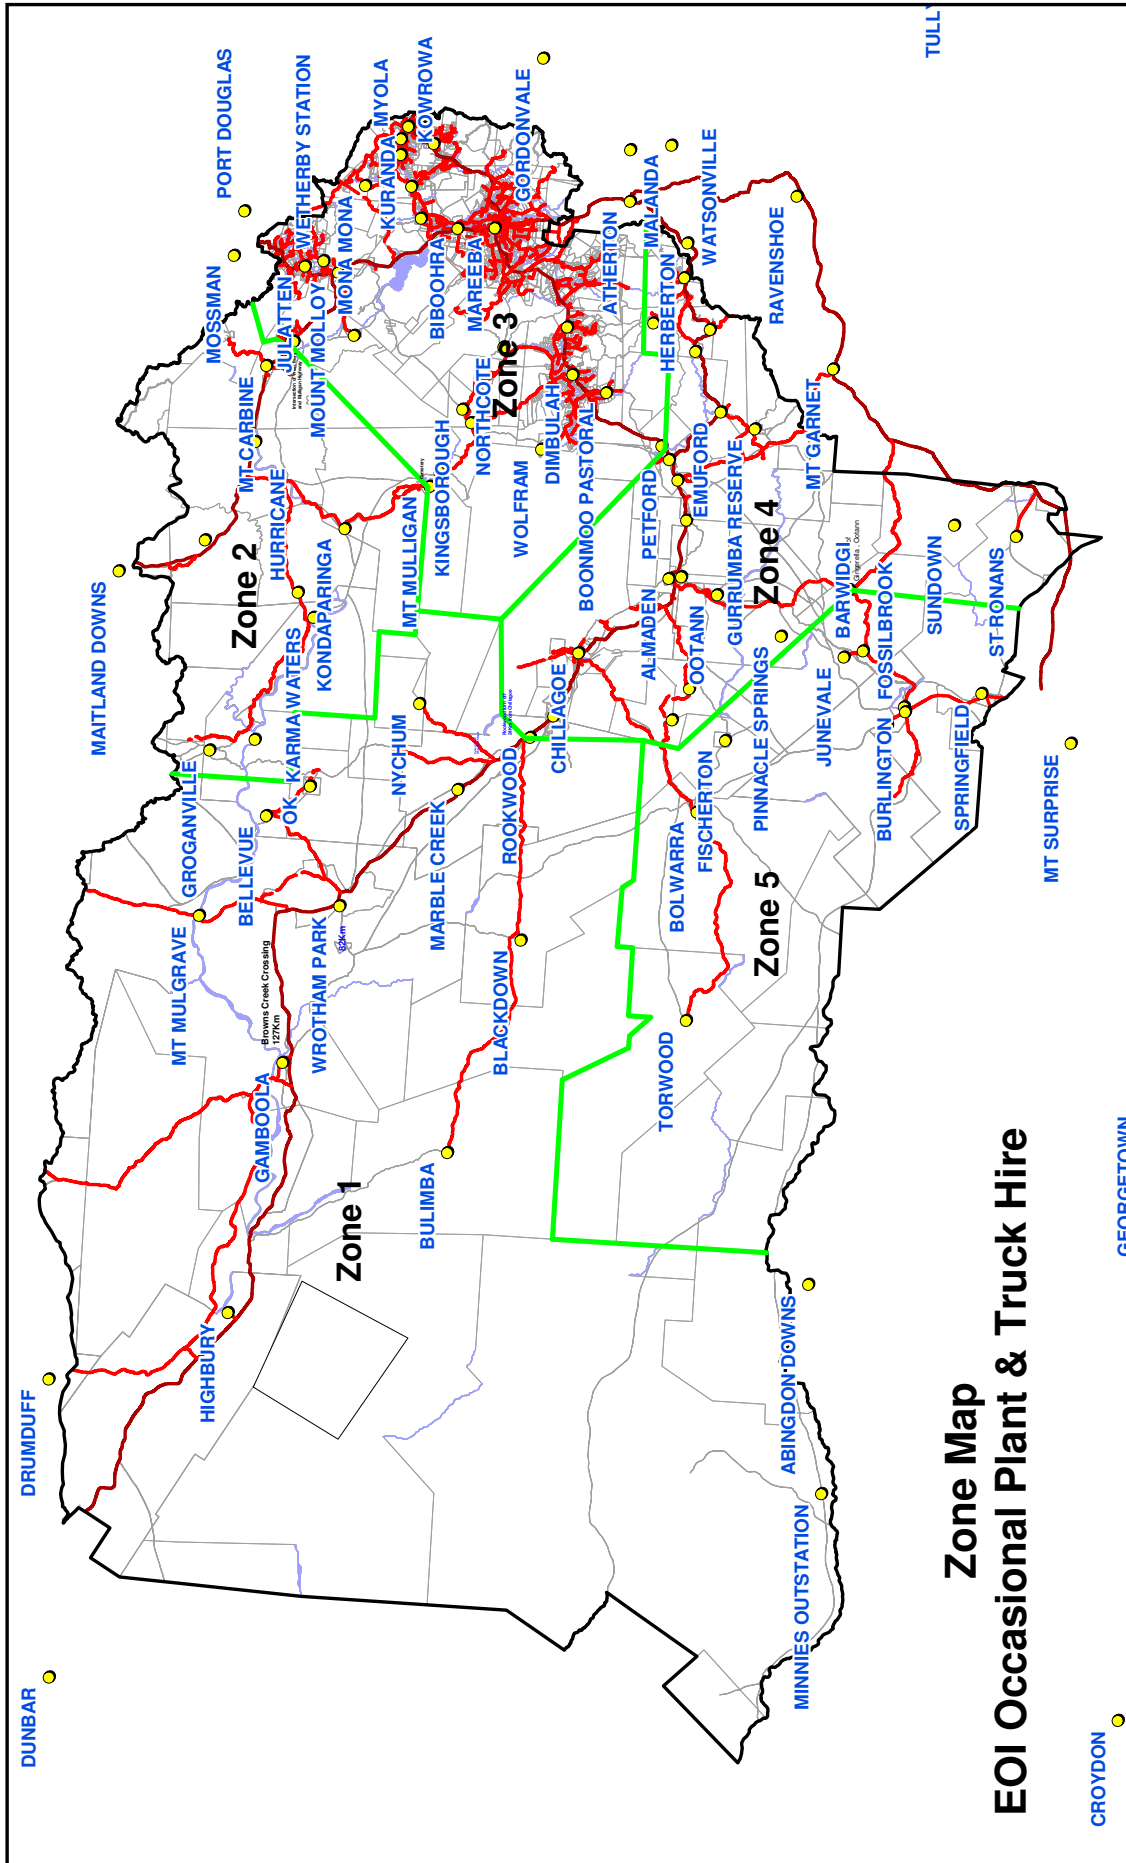 DUNBAR
DRUMDUFF
MAITLAND DOWNS
PORT DOUGLAS
MOSSMAN
TULLY
HIGHBURY
MT MULGRAVE
GROGANVILLE
Zone 2
HURRICANE
MT CARBINE
JULATTEN
WETHERBY STATION
GAMBOOLA
Browns Creek Crossing
127Km
BELLEVUE
OK
KARMA WATERS
KONDAPARINGA
MOUNT MOLLOY
MONA MONA
KURANDA
MYOLA
KOWROWA
Zone 1
WROTHAM PARK
82Km
NYCHUM
MT MULLIGAN
KINGSBOROUGH
NORTHCOTE
BIBOOHRA
MAREEBA
GORDONVALE
BULIMBA
MARBLE CREEK
Zone 3
BLACKDOWN
ROOKWOOD
CHILLAGOE
WOLFRAM
DIMBULAH
BOONMOO PASTORAL
ATHERTON
MALANDA
TORWOOD
BOLWARRA
FISCHERTON
ALMADEN
OOTANN
PETFORD
EMUFORD
HERBERTON
WATSONVILLE
Zone 5
PINNACLE SPRINGS
GURRUMBA RESERVE
Zone 4
RAVENSHOE
MT GARNET
ABINGDON DOWNS
MINNIES OUTSTATION
JUNEVALE
BARWIDGI
Gingerella - Ootann
BURLINGTON
FOSSILBROOK
SUNDOWN
SPRINGFIELD
ST RONANS
MT SURPRISE
CROYDON
GEORGETOWN
Zone Map
EOI Occasional Plant & Truck Hire